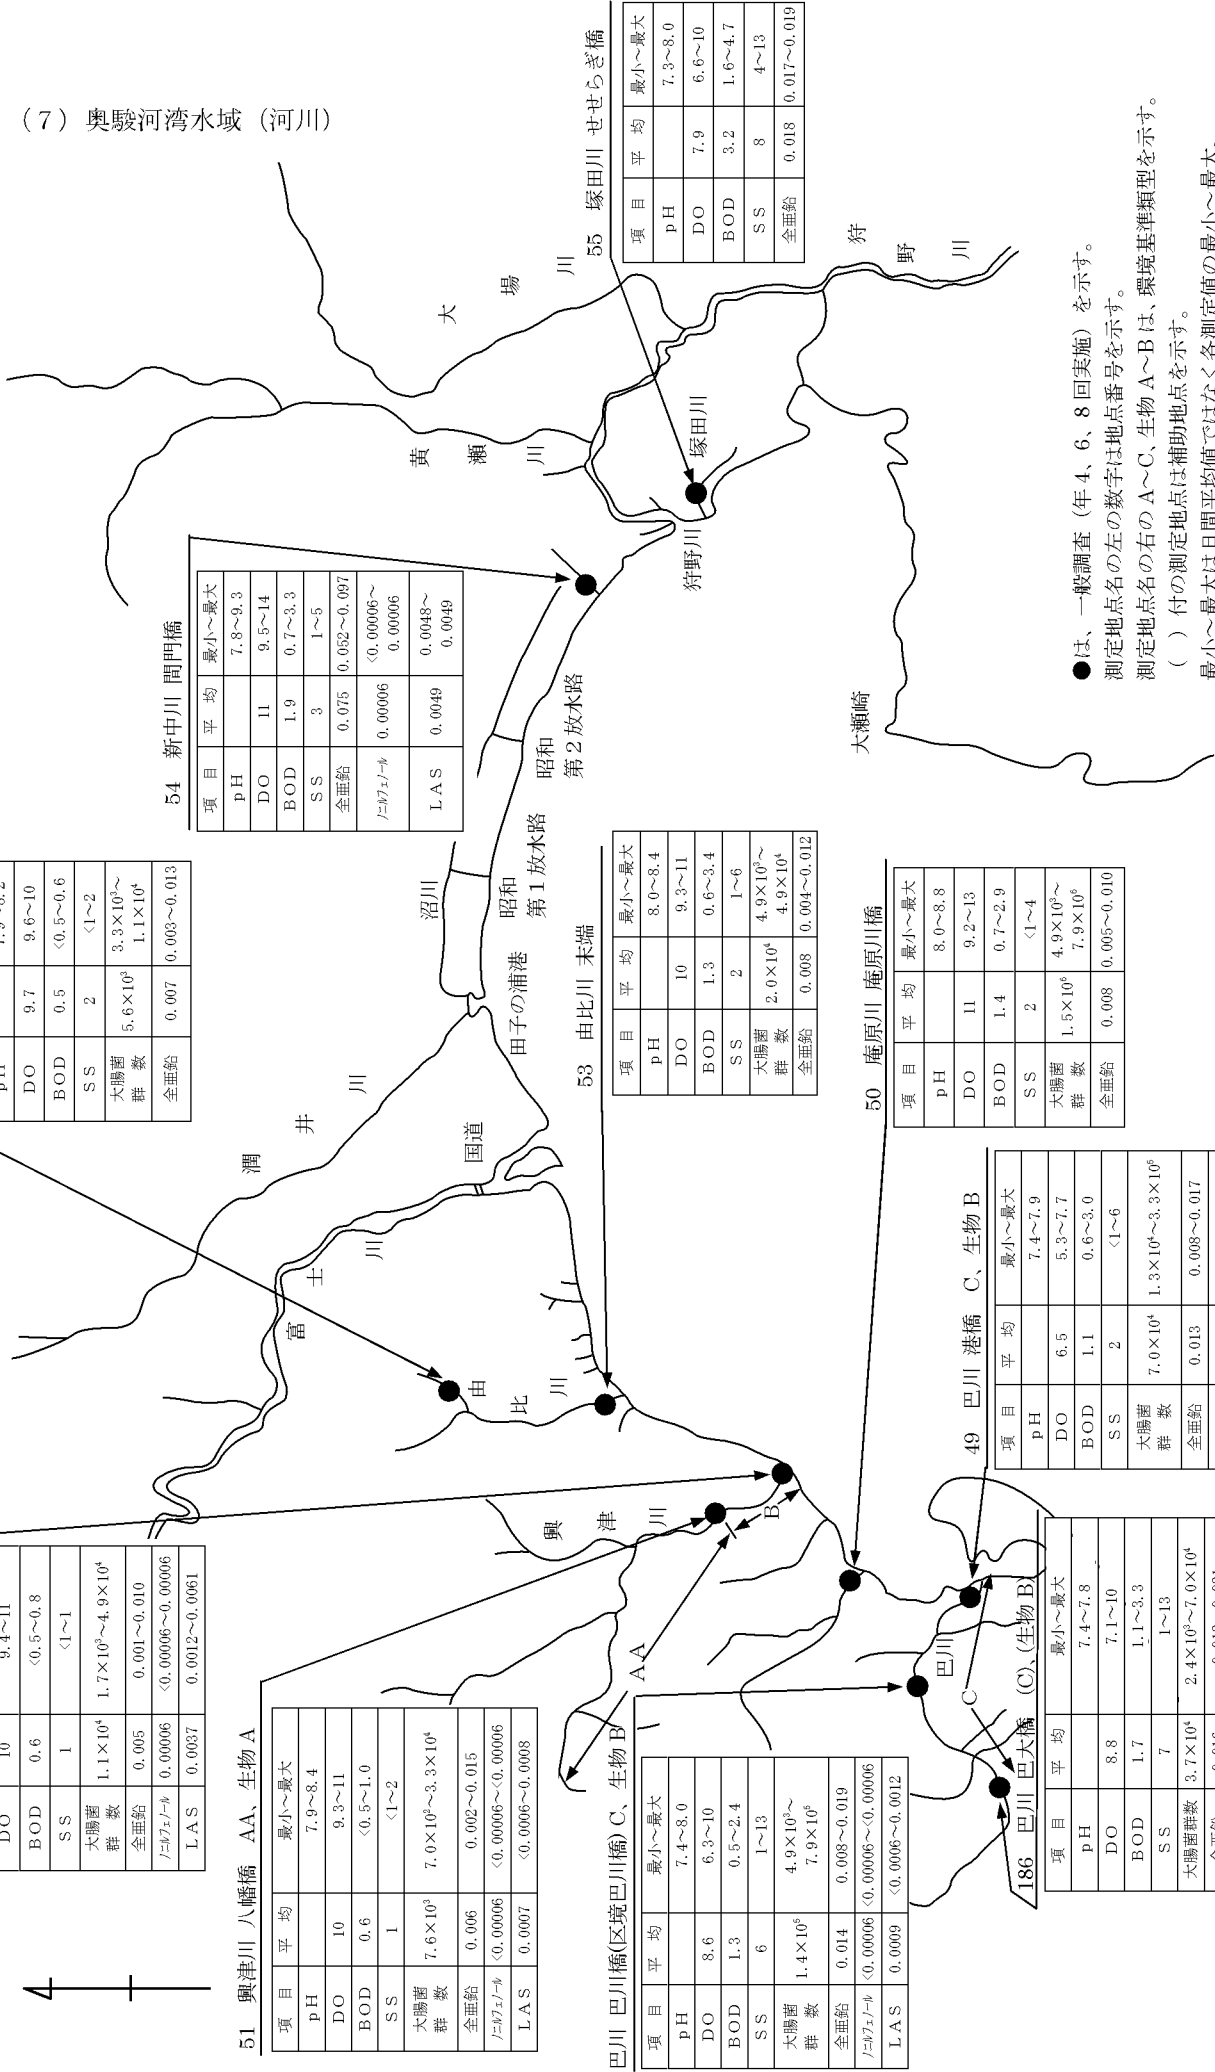 (7) 奥駿河湾水域（河川）
pH 7.9~8.2
DO 9.7 9.6~10
BOD 0.5 <0.5~0.6
SS 2 <1~2
大腸菌群数 5.6×10³ 3.3×10³~1.1×10⁴
全亜鉛 0.007 0.003~0.013
54 新中川 間門橋
項目 平均 最小～最大
pH 7.8~9.3
DO 11 9.5~14
BOD 1.9 0.7~3.3
SS 3 1~5
全亜鉛 0.075 0.052~0.097
ﾉﾆﾙﾌｪﾉｰﾙ 0.00006 <0.00006~0.00006
LAS 0.0049 0.0048~0.0049
55 塚田川 せせらぎ橋
項目 平均 最小～最大
pH 7.3~8.0
DO 7.9 6.6~10
BOD 3.2 1.6~4.7
SS 8 4~13
全亜鉛 0.018 0.017~0.019
DO 10 9.4~11
BOD 0.6 <0.5~0.8
SS 1 <1~1
大腸菌群数 1.1×10⁴ 1.7×10³~4.9×10⁴
全亜鉛 0.005 0.001~0.010
ﾉﾆﾙﾌｪﾉｰﾙ 0.00006 <0.00006~0.00006
LAS 0.0037 0.0012~0.0061
53 由比川 末端
項目 平均 最小～最大
pH 8.0~8.4
DO 10 9.3~11
BOD 1.3 0.6~3.4
SS 2 1~6
大腸菌群数 2.0×10⁴ 4.9×10³~4.9×10⁴
全亜鉛 0.008 0.004~0.012
51 興津川 八幡橋 AA、生物A
項目 平均 最小～最大
pH 7.9~8.4
DO 10 9.3~11
BOD 0.6 <0.5~1.0
SS 1 <1~2
大腸菌群数 7.6×10³ 7.0×10²~3.3×10⁴
全亜鉛 0.006 0.002~0.015
ﾉﾆﾙﾌｪﾉｰﾙ <0.00006 <0.00006~<0.00006
LAS 0.0007 <0.0006~0.0008
50 庵原川 庵原川橋
項目 平均 最小～最大
pH 8.0~8.8
DO 11 9.2~13
BOD 1.4 0.7~2.9
SS 2 <1~4
大腸菌群数 4.9×10³~
全亜鉛 0.008 0.005~0.010
巴川 巴川橋(区境巴川橋) C、生物B
項目 平均 最小～最大
pH 7.4~8.0
DO 8.6 6.3~10
BOD 1.3 0.5~2.4
SS 6 1~13
大腸菌群数 4.9×10³~
全亜鉛 0.014 0.008~0.019
ﾉﾆﾙﾌｪﾉｰﾙ <0.00006 <0.00006~<0.00006
LAS 0.0009 <0.0006~0.0012
49 巴川 港橋 C、生物B
項目 平均 最小～最大
pH 7.4~7.9
DO 6.5 5.3~7.7
BOD 1.1 0.6~3.0
SS 2 <1~6
大腸菌群数 7.0×10⁴
全亜鉛 0.013 0.008~0.017
186 巴川 巴大橋 (C)、(生物B)
項目 平均 最小～最大
pH 7.4~7.8
DO 8.8 7.1~10
BOD 1.7 1.1~3.3
SS 7 1~13
大腸菌群数 3.7×10⁴ 2.4×10³~7.0×10⁴
大場川
黄瀬川
狩野川
塚田川
狩野川
大瀬崎
昭和第2放水路
昭和第1放水路
沼川
田子の浦港
潤井川
国道
富士川
由比川
興津川
巴川
AA
B
C
●は、一般調査（年4、6、8回実施）を示す。
測定地点名の左の数字は地点番号を示す。
測定地点名の右のA～C、生物A～Bは、環境基準類型を示す。
（ ）付の測定地点は補助地点を示す。
最小～最大は日間平均値ではなく各測定値の最小～最大。